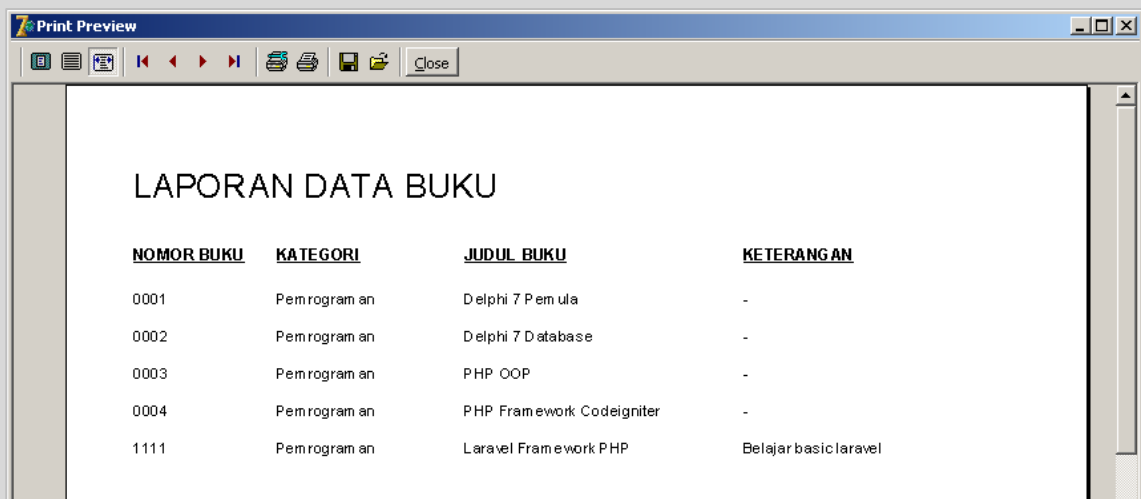 Print Preview
Close
LAPORAN DATA BUKU
NOMOR BUKU KATEGORI JUDUL BUKU KETERANGAN
0001 Pemrograman Delphi 7 Pemula -
0002 Pemrograman Delphi 7 Database -
0003 Pemrograman PHP OOP -
0004 Pemrograman PHP Framework Codeigniter -
1111 Pemrograman Laravel Framework PHP Belajar basic laravel